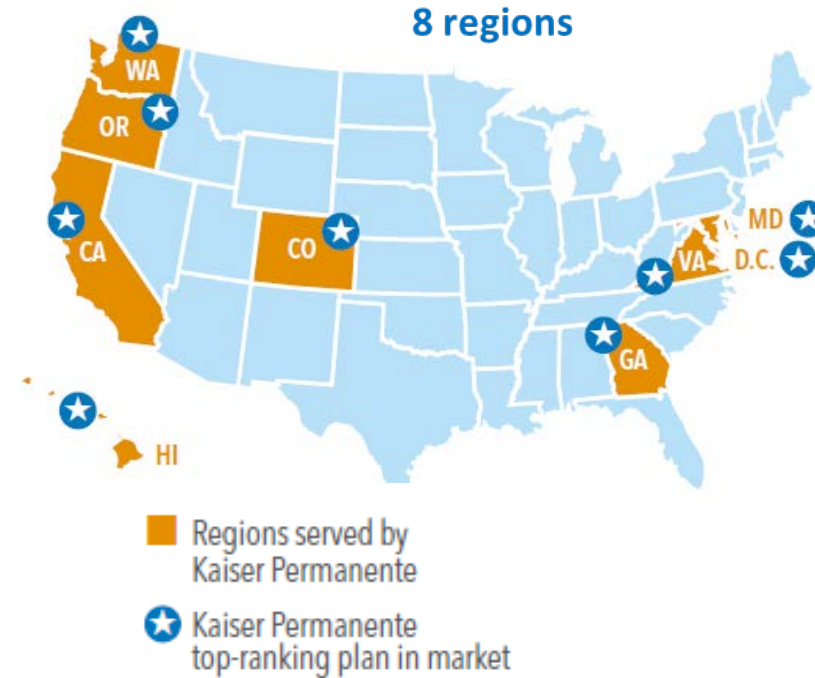 8 regions
WA
OR
CA
CO
MD
VA
D.C.
GA
HI
Regions served by
Kaiser Permanente
Kaiser Permanente
top-ranking plan in market